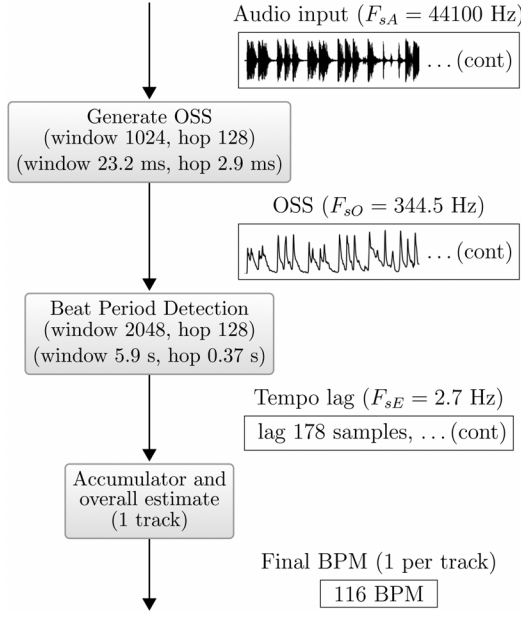 Audio input (F_sA = 44100 Hz)
... (cont)
Generate OSS
(window 1024, hop 128)
(window 23.2 ms, hop 2.9 ms)
OSS (F_sO = 344.5 Hz)
... (cont)
Beat Period Detection
(window 2048, hop 128)
(window 5.9 s, hop 0.37 s)
Tempo lag (F_sE = 2.7 Hz)
lag 178 samples, ... (cont)
Accumulator and
overall estimate
(1 track)
Final BPM (1 per track)
116 BPM